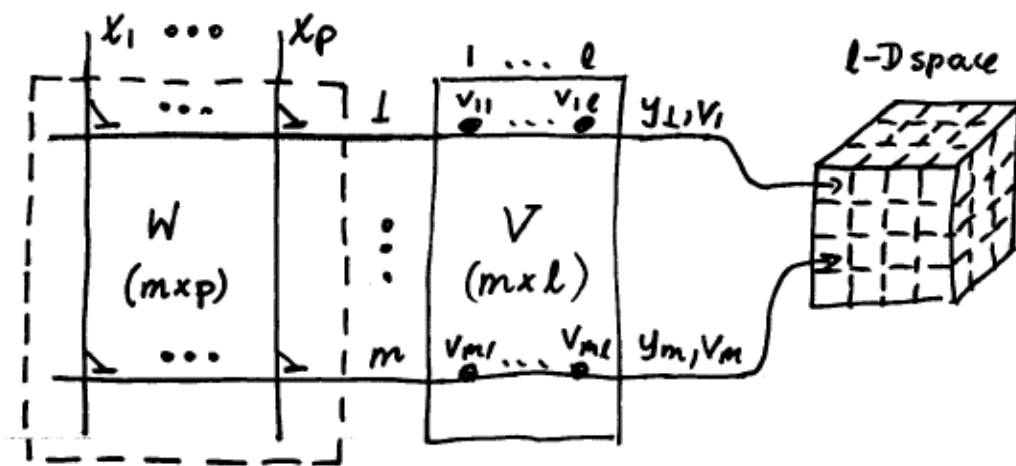 x₁ ••• xₚ
1 ... l
l-D space
•••
1
v₁₁ ... v₁ₗ
y₁, v₁
W
(m×p)
V
(m×l)
•••
m
vₘ₁ ... vₘₗ
yₘ, vₘ